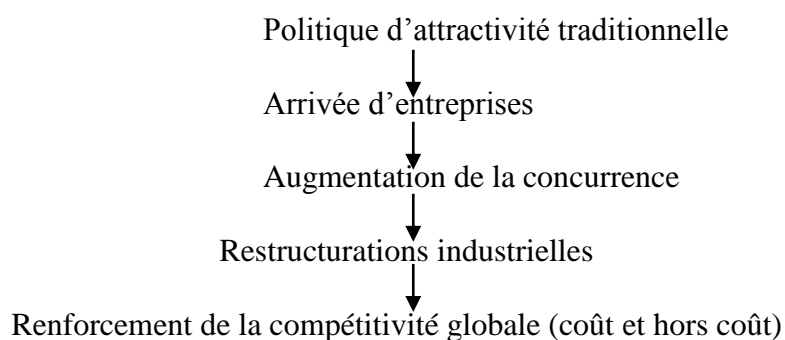 Politique d’attractivité traditionnelle
Arrivée d’entreprises
Augmentation de la concurrence
Restructurations industrielles
Renforcement de la compétitivité globale (coût et hors coût)